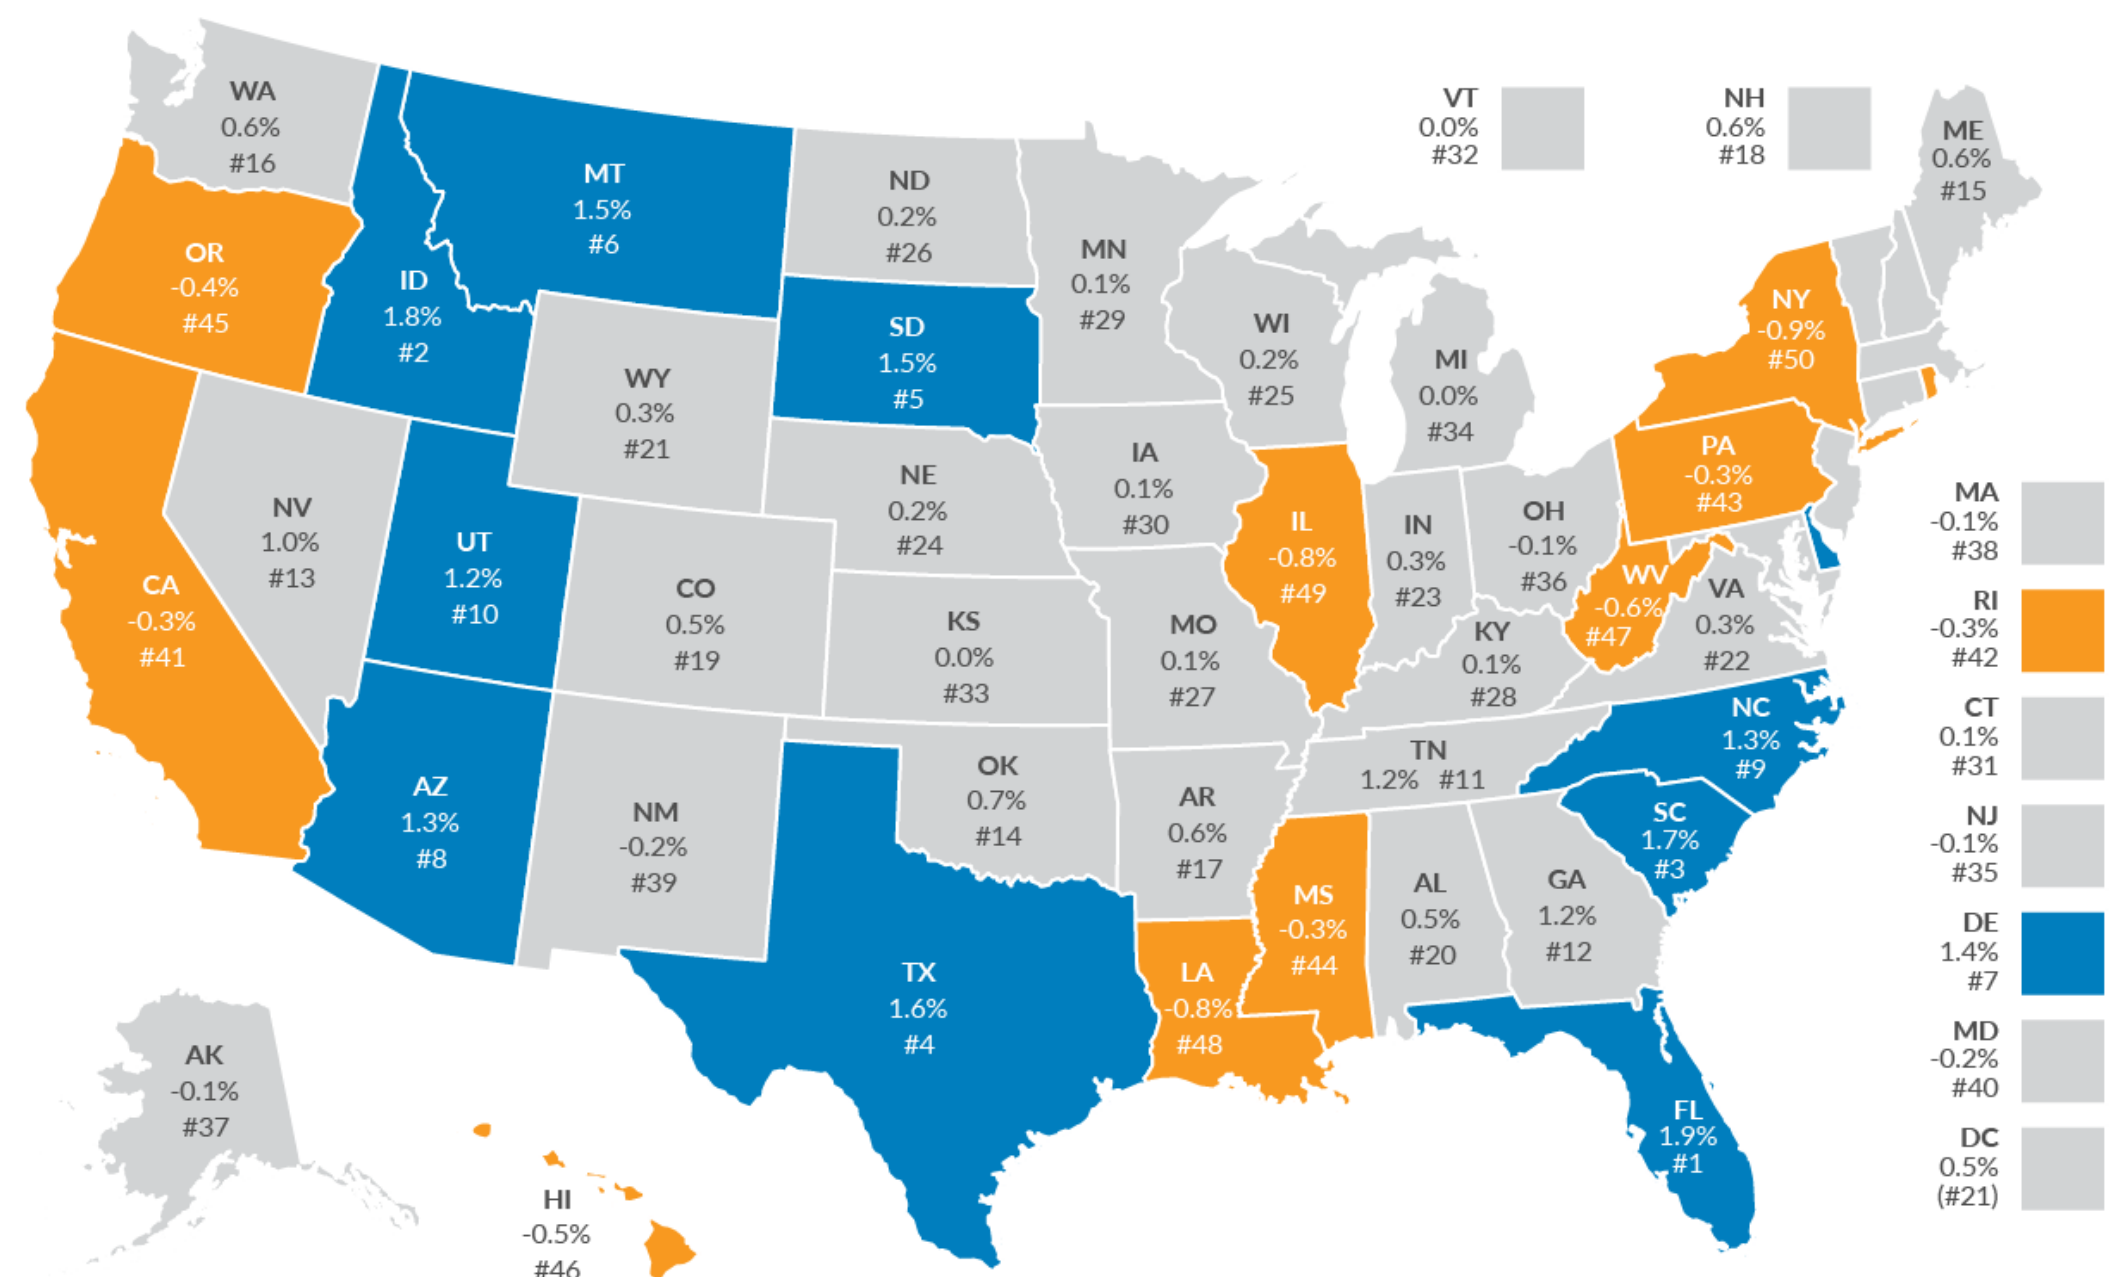 WA
0.6%
#16
OR
-0.4%
#45
CA
-0.3%
#41
NV
1.0%
#13
ID
1.8%
#2
MT
1.5%
#6
WY
0.3%
#21
UT
1.2%
#10
AZ
1.3%
#8
CO
0.5%
#19
NM
-0.2%
#39
ND
0.2%
#26
SD
1.5%
#5
NE
0.2%
#24
KS
0.0%
#33
OK
0.7%
#14
TX
1.6%
#4
MN
0.1%
#29
IA
0.1%
#30
MO
0.1%
#27
AR
0.6%
#17
LA
-0.8%
#48
WI
0.2%
#25
IL
-0.8%
#49
MS
-0.3%
#44
MI
0.0%
#34
IN
0.3%
#23
KY
0.1%
#28
TN
1.2% #11
AL
0.5%
#20
OH
-0.1%
#36
GA
1.2%
#12
FL
1.9%
#1
SC
1.7%
#3
NC
1.3%
#9
VA
0.3%
#22
WV
-0.6%
#47
PA
-0.3%
#43
NY
-0.9%
#50
VT
0.0%
#32
NH
0.6%
#18
ME
0.6%
#15
MA
-0.1%
#38
RI
-0.3%
#42
CT
0.1%
#31
NJ
-0.1%
#35
DE
1.4%
#7
MD
-0.2%
#40
DC
0.5%
(#21)
AK
-0.1%
#37
HI
-0.5%
#46